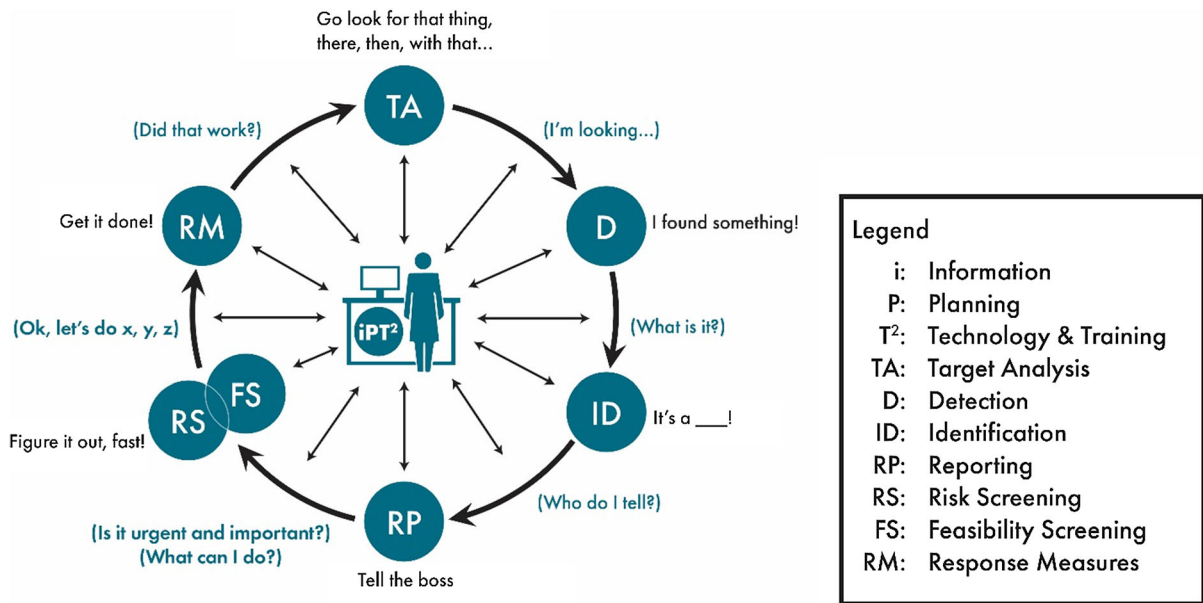 Go look for that thing,
there, then, with that...
TA
(Did that work?)
(I'm looking...)
RM
Get it done!
D
I found something!
iPT²
(Ok, let's do x, y, z)
(What is it?)
FS
RS
Figure it out, fast!
ID
It's a ___!
(Who do I tell?)
RP
(Is it urgent and important?)
(What can I do?)
Tell the boss
Legend
i: Information
P: Planning
T²: Technology & Training
TA: Target Analysis
D: Detection
ID: Identification
RP: Reporting
RS: Risk Screening
FS: Feasibility Screening
RM: Response Measures